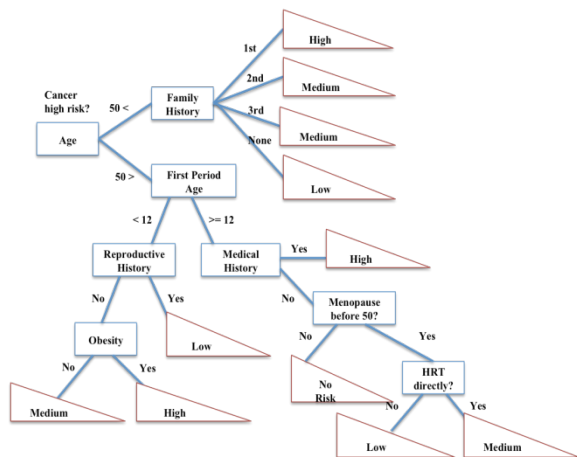 1st
High
2nd
Cancer
high risk?
50 <
Family
History
Medium
3rd
Age
None
Medium
50 >
First Period
Age
Low
< 12
>= 12
Reproductive
History
Medical
History
Yes
High
No
Yes
No
Menopause
before 50?
Obesity
Low
No
Yes
No
Yes
No
Risk
HRT
directly?
Medium
High
No
Yes
Low
Medium